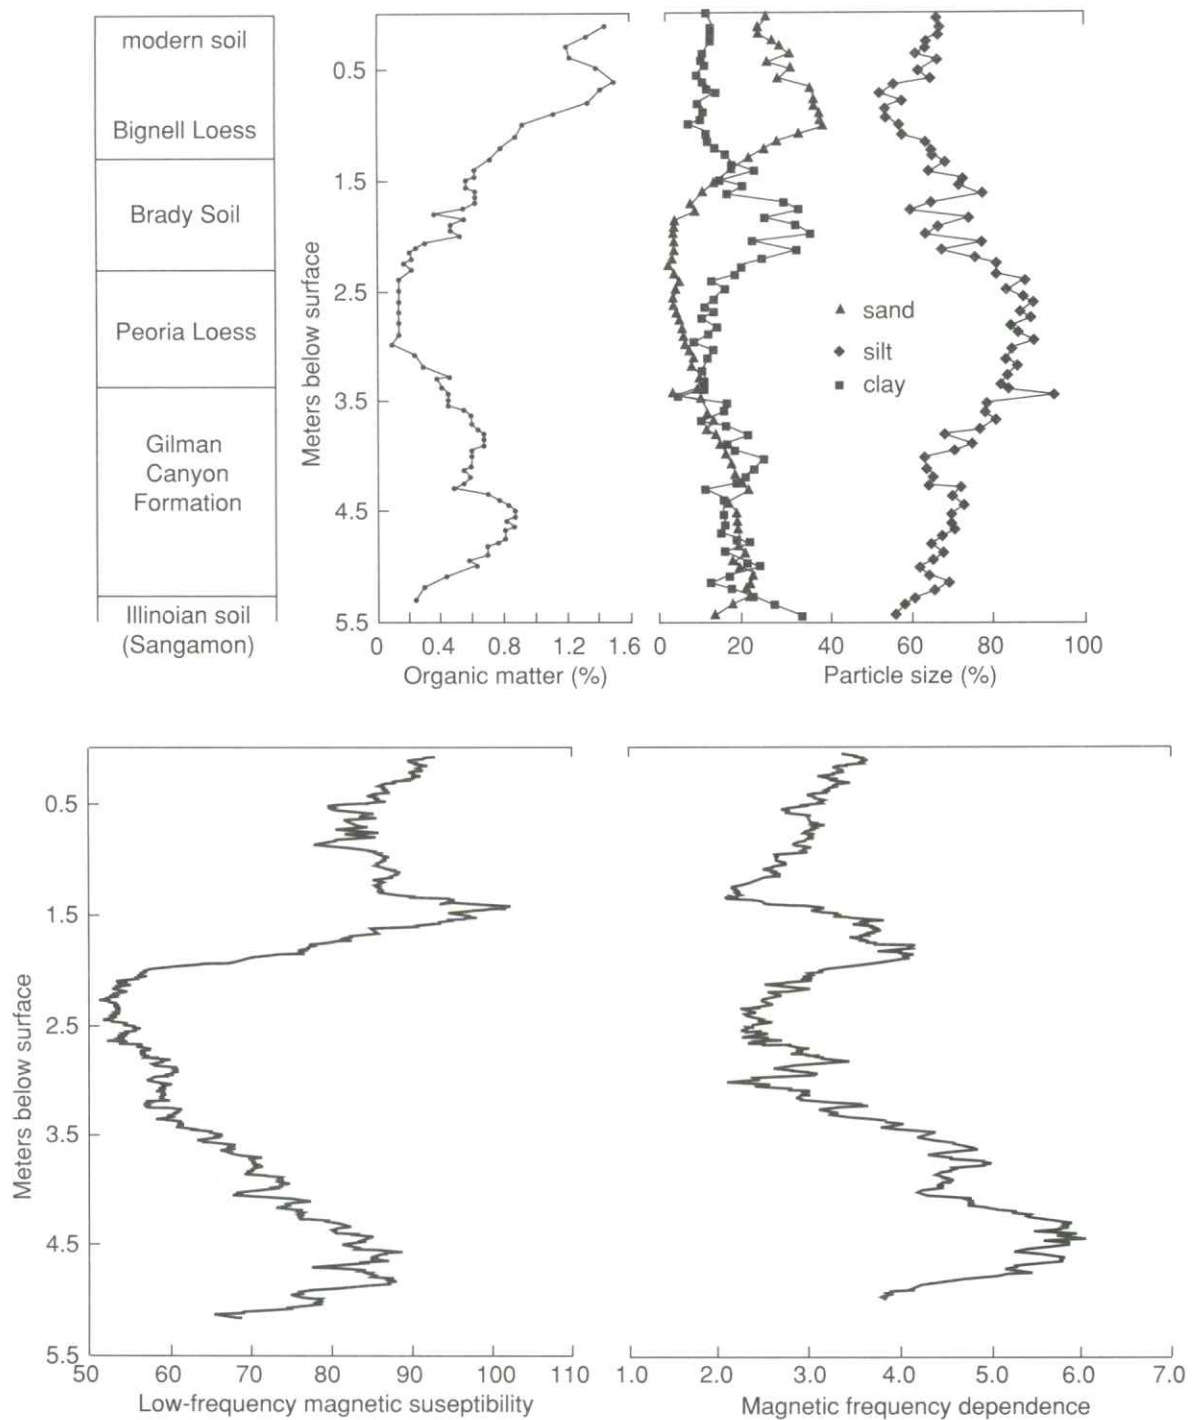 modern soil
Bignell Loess
Brady Soil
Peoria Loess
Gilman
Canyon
Formation
Illinoian soil
(Sangamon)
Meters below surface
0.5
1.5
2.5
3.5
4.5
5.5
0
0.4
0.8
1.2
1.6
Organic matter (%)
sand
silt
clay
0
20
40
60
80
100
Particle size (%)
Meters below surface
0.5
1.5
2.5
3.5
4.5
5.5
50
60
70
80
90
100
110
Low-frequency magnetic suseptibility
1.0
2.0
3.0
4.0
5.0
6.0
7.0
Magnetic frequency dependence